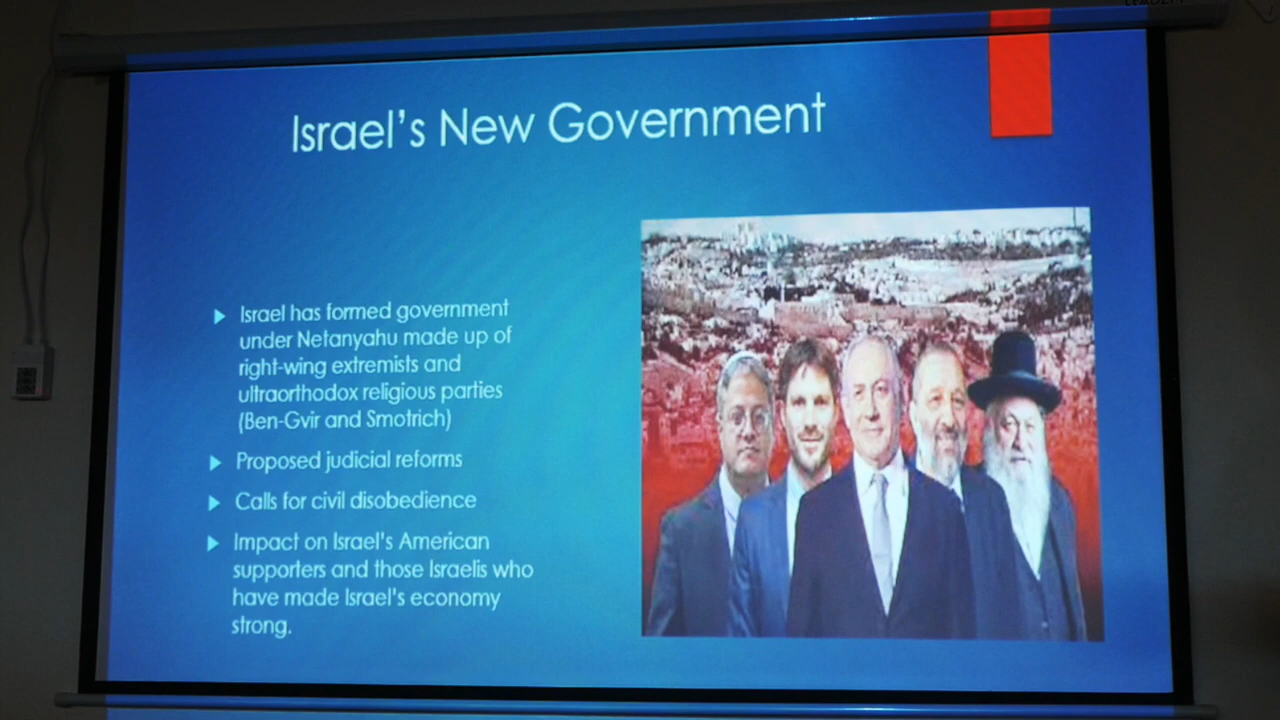 Israel's New Government
Israel has formed government
under Netanyahu made up of
right-wing extremists and
ultraorthodox religious parties
(Ben-Gvir and Smotrich)
Proposed judicial reforms
Calls for civil disobedience
Impact on Israel's American
supporters and those Israelis who
have made Israel's economy
strong.